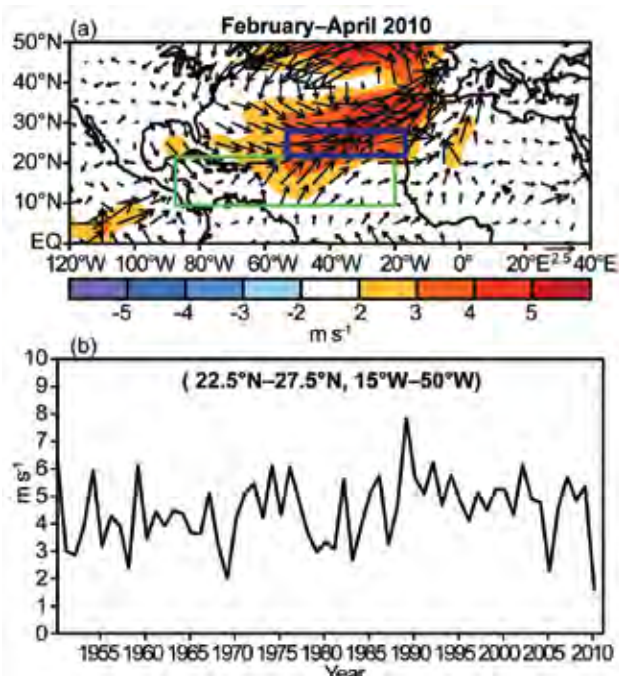 (a) February–April 2010
50°N
40°N
30°N
20°N
10°N
EQ
120°W 100°W 80°W 60°W 40°W 20°W 0° 20°E 2.5 40°E
-5 -4 -3 -2 2 3 4 5
m s-1
(b)
( 22.5°N–27.5°N, 15°W–50°W)
10
9
8
7
6
5
4
3
2
1
0
m s-1
1955 1960 1965 1970 1975 1980 1985 1990 1995 2000 2005 2010
Year